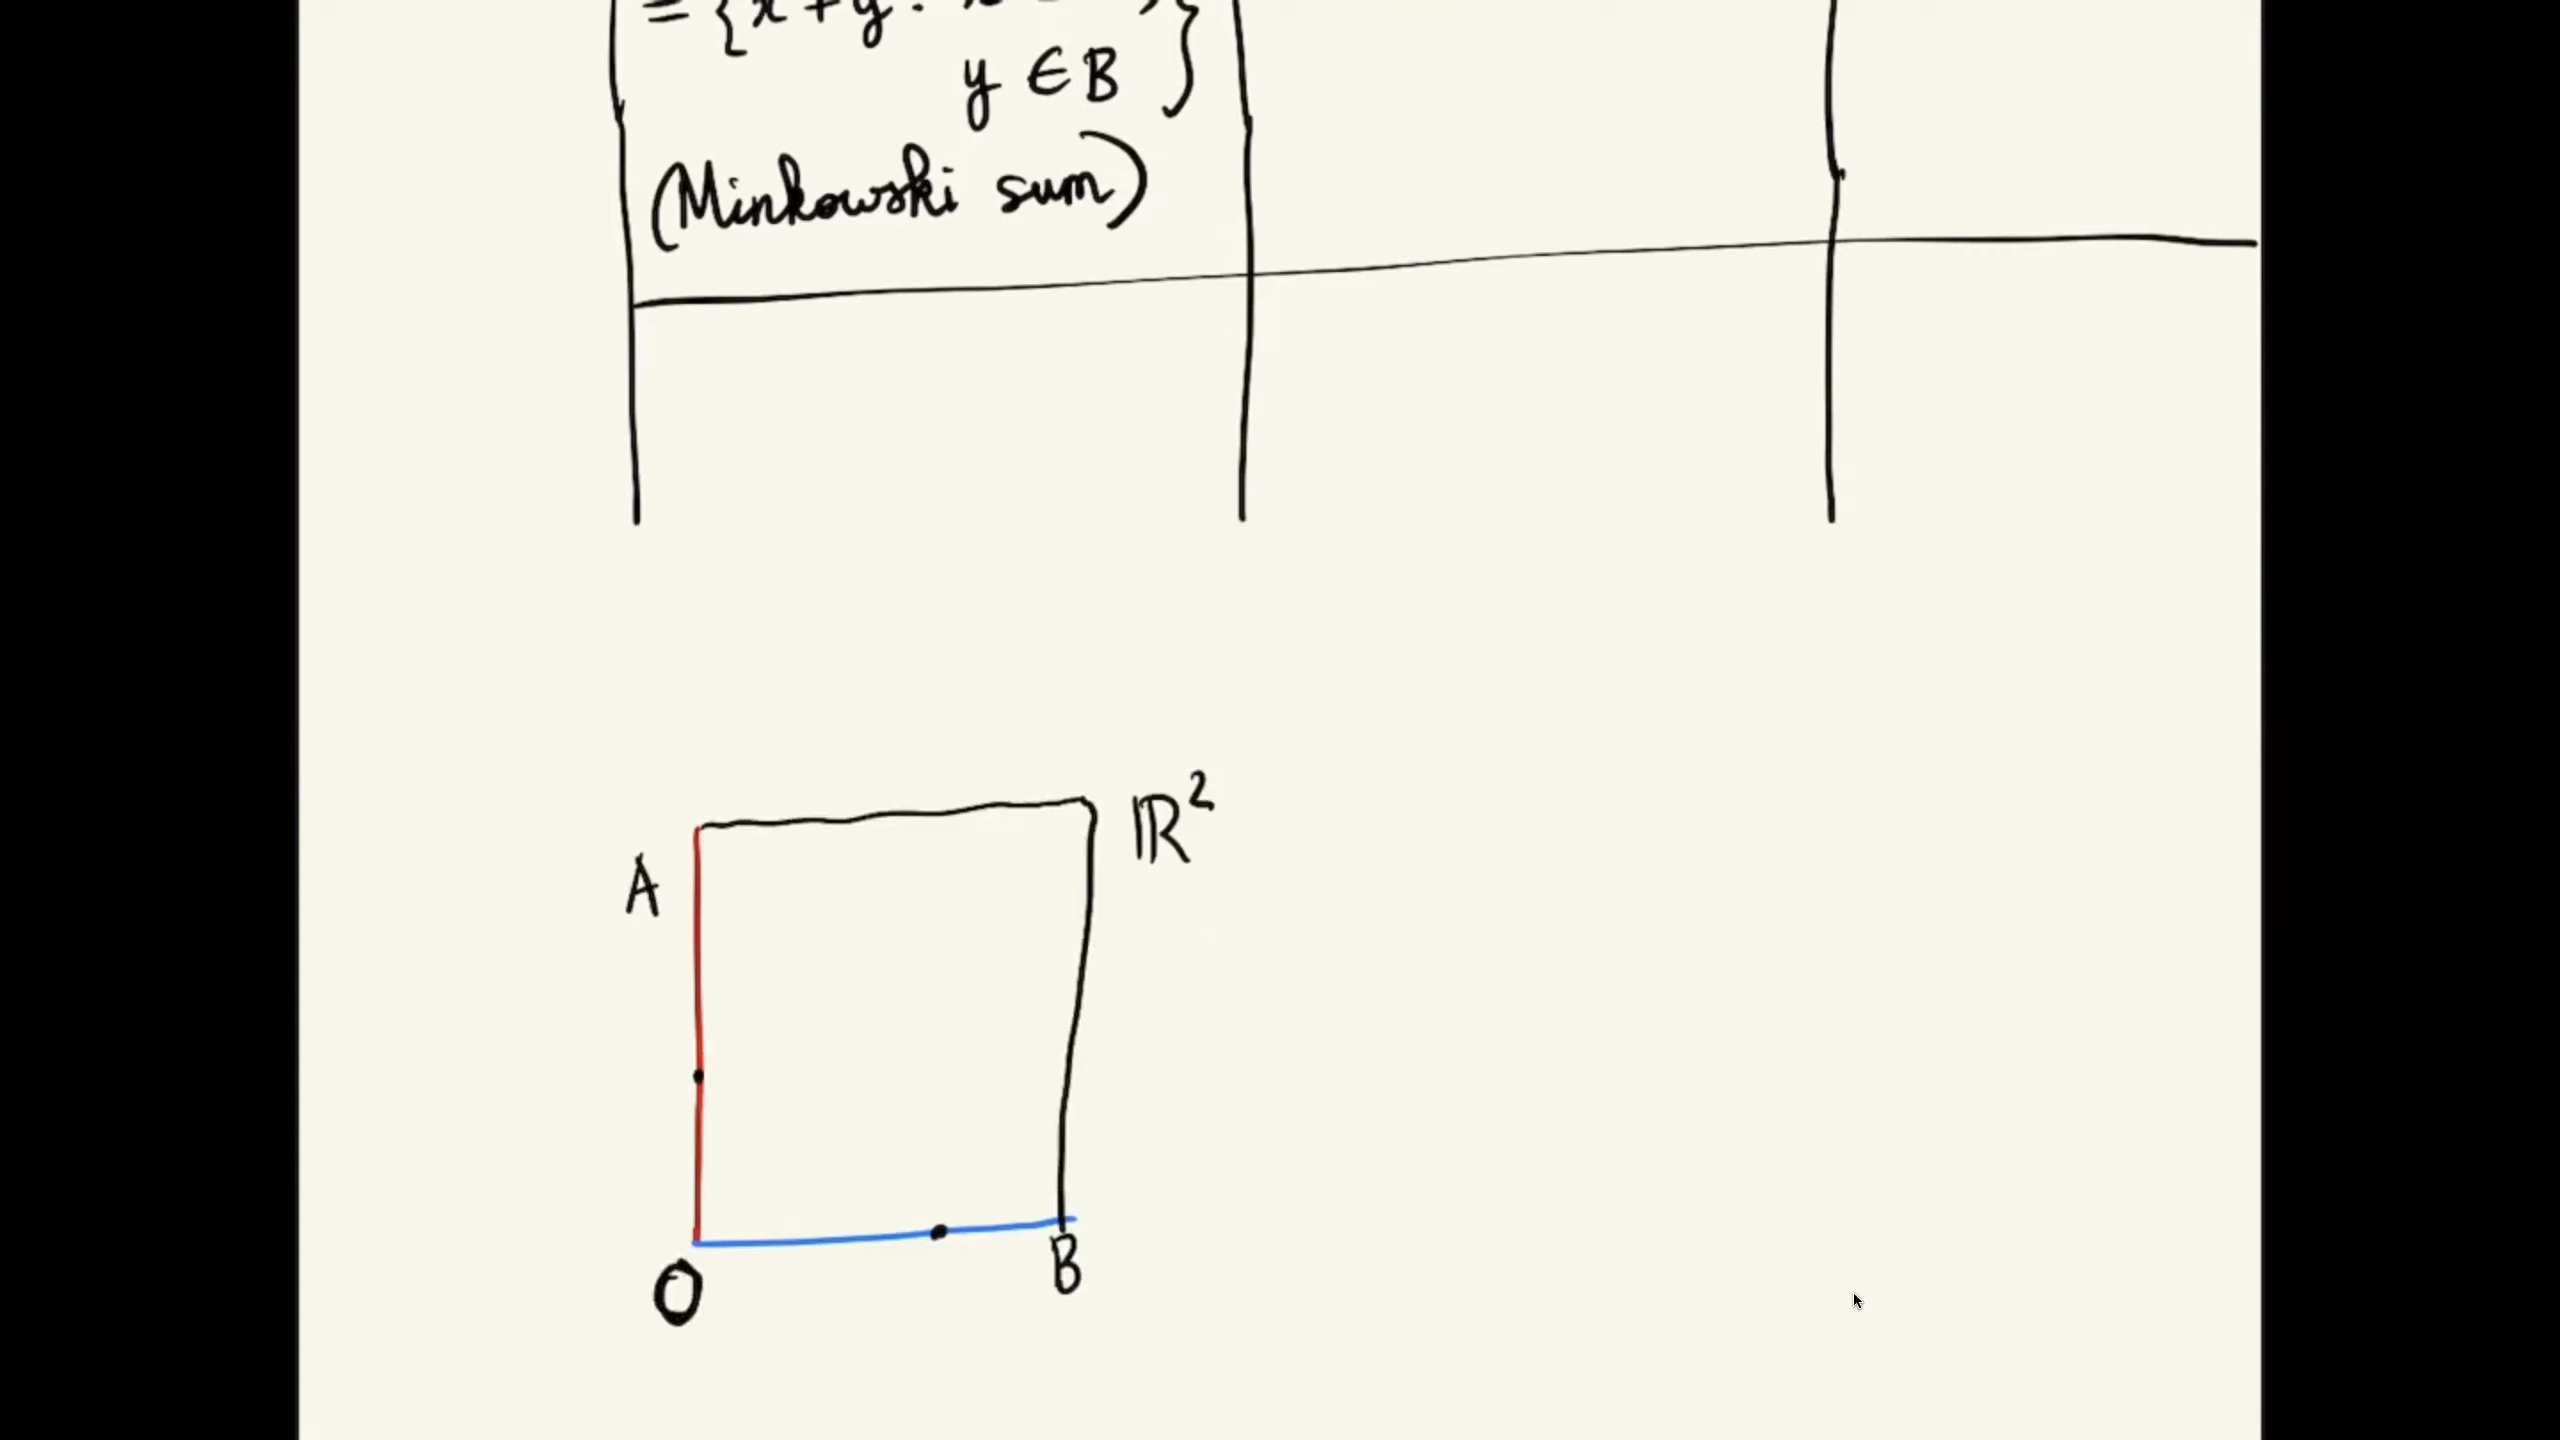 = {x + y :
y ∈ B }
(Minkowski sum)
ℝ²
A
O
B